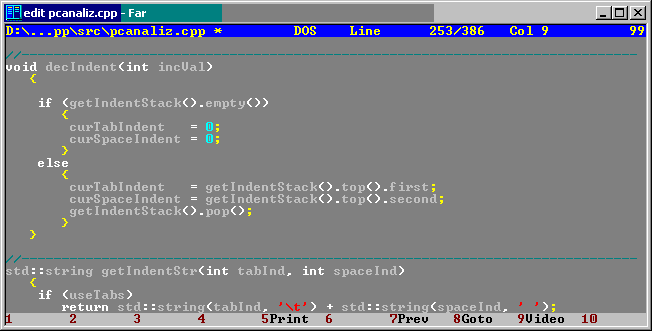 edit pcanaliz.cpp - Far
D:\...pp\src\pcanaliz.cpp * DOS Line 253/386 Col 9 99
//
void decIndent(int incVal)
{
if (getIndentStack().empty())
{
curTabIndent = 0;
curSpaceIndent = 0;
}
else
{
curTabIndent = getIndentStack().top().first;
curSpaceIndent = getIndentStack().top().second;
getIndentStack().pop();
}
}
//
std::string getIndentStr(int tabInd, int spaceInd)
{
if (useTabs)
return std::string(tabInd, '\t') + std::string(spaceInd, ' ');
1 2 3 4 5Print 6 7Prev 8Goto 9Video 10